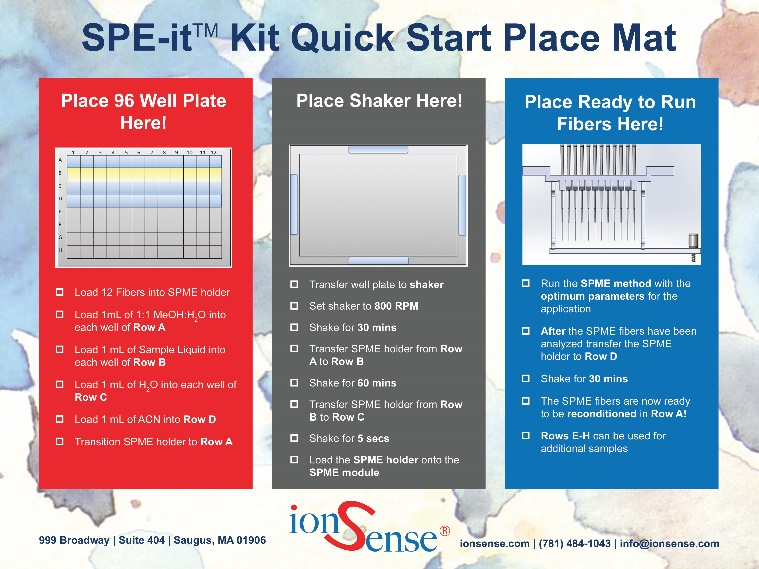 SPE-it™ Kit Quick Start Place Mat
Place 96 Well Plate
Here!
1 2 3 4 5 6 7 8 9 10 11 12
A
B
C
D
E
F
G
H
☐ Load 12 Fibers into SPME holder
☐ Load 1mL of 1:1 MeOH:H₂O into
each well of Row A
☐ Load 1 mL of Sample Liquid into
each well of Row B
☐ Load 1 mL of H₂O into each well of
Row C
☐ Load 1 mL of ACN into Row D
☐ Transition SPME holder to Row A
Place Shaker Here!
☐ Transfer well plate to shaker
☐ Set shaker to 800 RPM
☐ Shake for 30 mins
☐ Transfer SPME holder from Row
A to Row B
☐ Shake for 60 mins
☐ Transfer SPME holder from Row
B to Row C
☐ Shake for 5 secs
☐ Load the SPME holder onto the
SPME module
Place Ready to Run
Fibers Here!
☐ Run the SPME method with the
optimum parameters for the
application
☐ After the SPME fibers have been
analyzed transfer the SPME
holder to Row D
☐ Shake for 30 mins
☐ The SPME fibers are now ready
to be reconditioned in Row A!
☐ Rows E-H can be used for
additional samples
999 Broadway | Suite 404 | Saugus, MA 01906
ionSense®
ionsense.com | (781) 484-1043 | info@ionsense.com